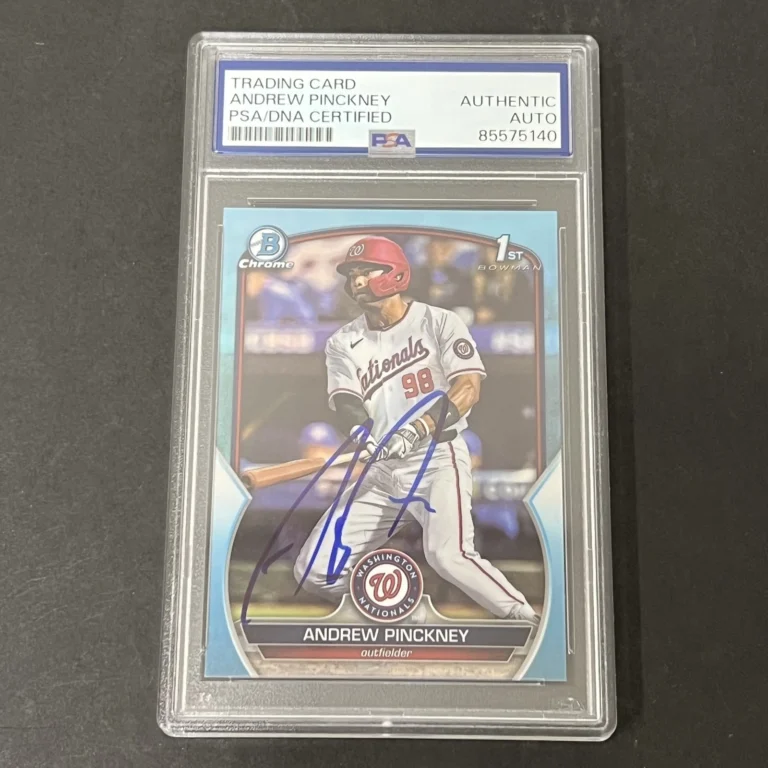 TRADING CARD
ANDREW PINCKNEY
PSA/DNA CERTIFIED
AUTHENTIC
AUTO
85575140
PSA
B
Chrome
1ST
BOWMAN
W
Nationals
98
W
WASHINGTON
W
NATIONALS
ANDREW PINCKNEY
outfielder